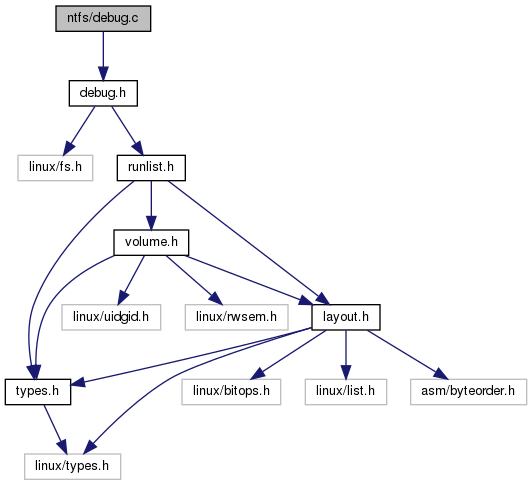 ntfs/debug.c
debug.h
linux/fs.h
runlist.h
volume.h
linux/uidgid.h
linux/rwsem.h
layout.h
types.h
linux/bitops.h
linux/list.h
asm/byteorder.h
linux/types.h